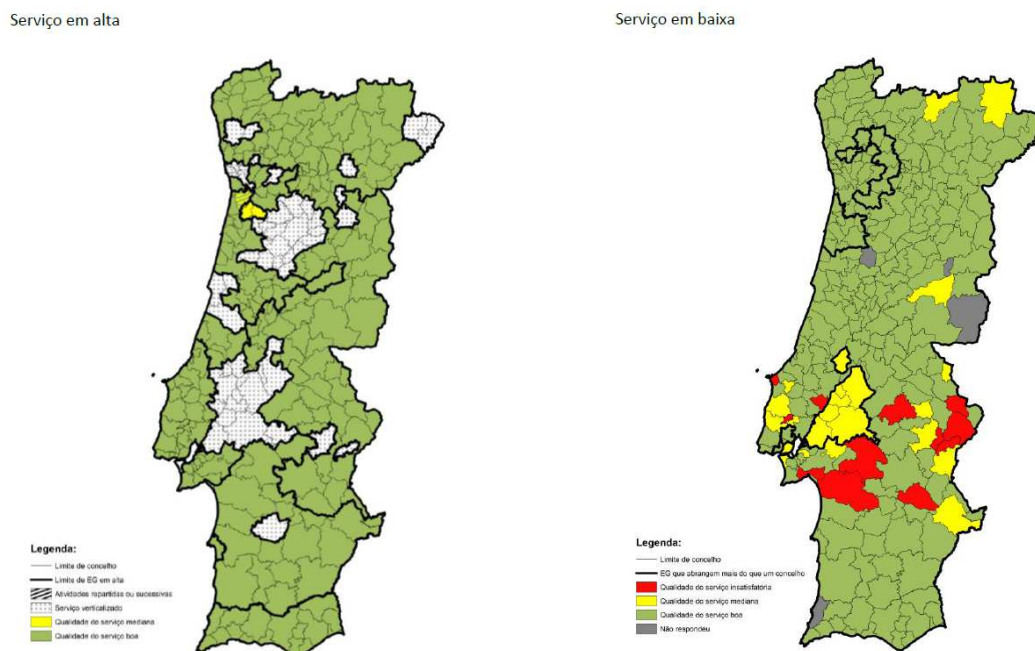 Serviço em alta
Serviço em baixa
Legenda:
Limite de concelho
Limite de EG em alta
Atividades repartidas ou sucessivas
Serviço verticalizado
Qualidade do serviço mediana
Qualidade do serviço boa
Legenda:
Limite de concelho
EG que abrangem mais do que um concelho
Qualidade do serviço insatisfatória
Qualidade do serviço mediana
Qualidade do serviço boa
Não respondeu